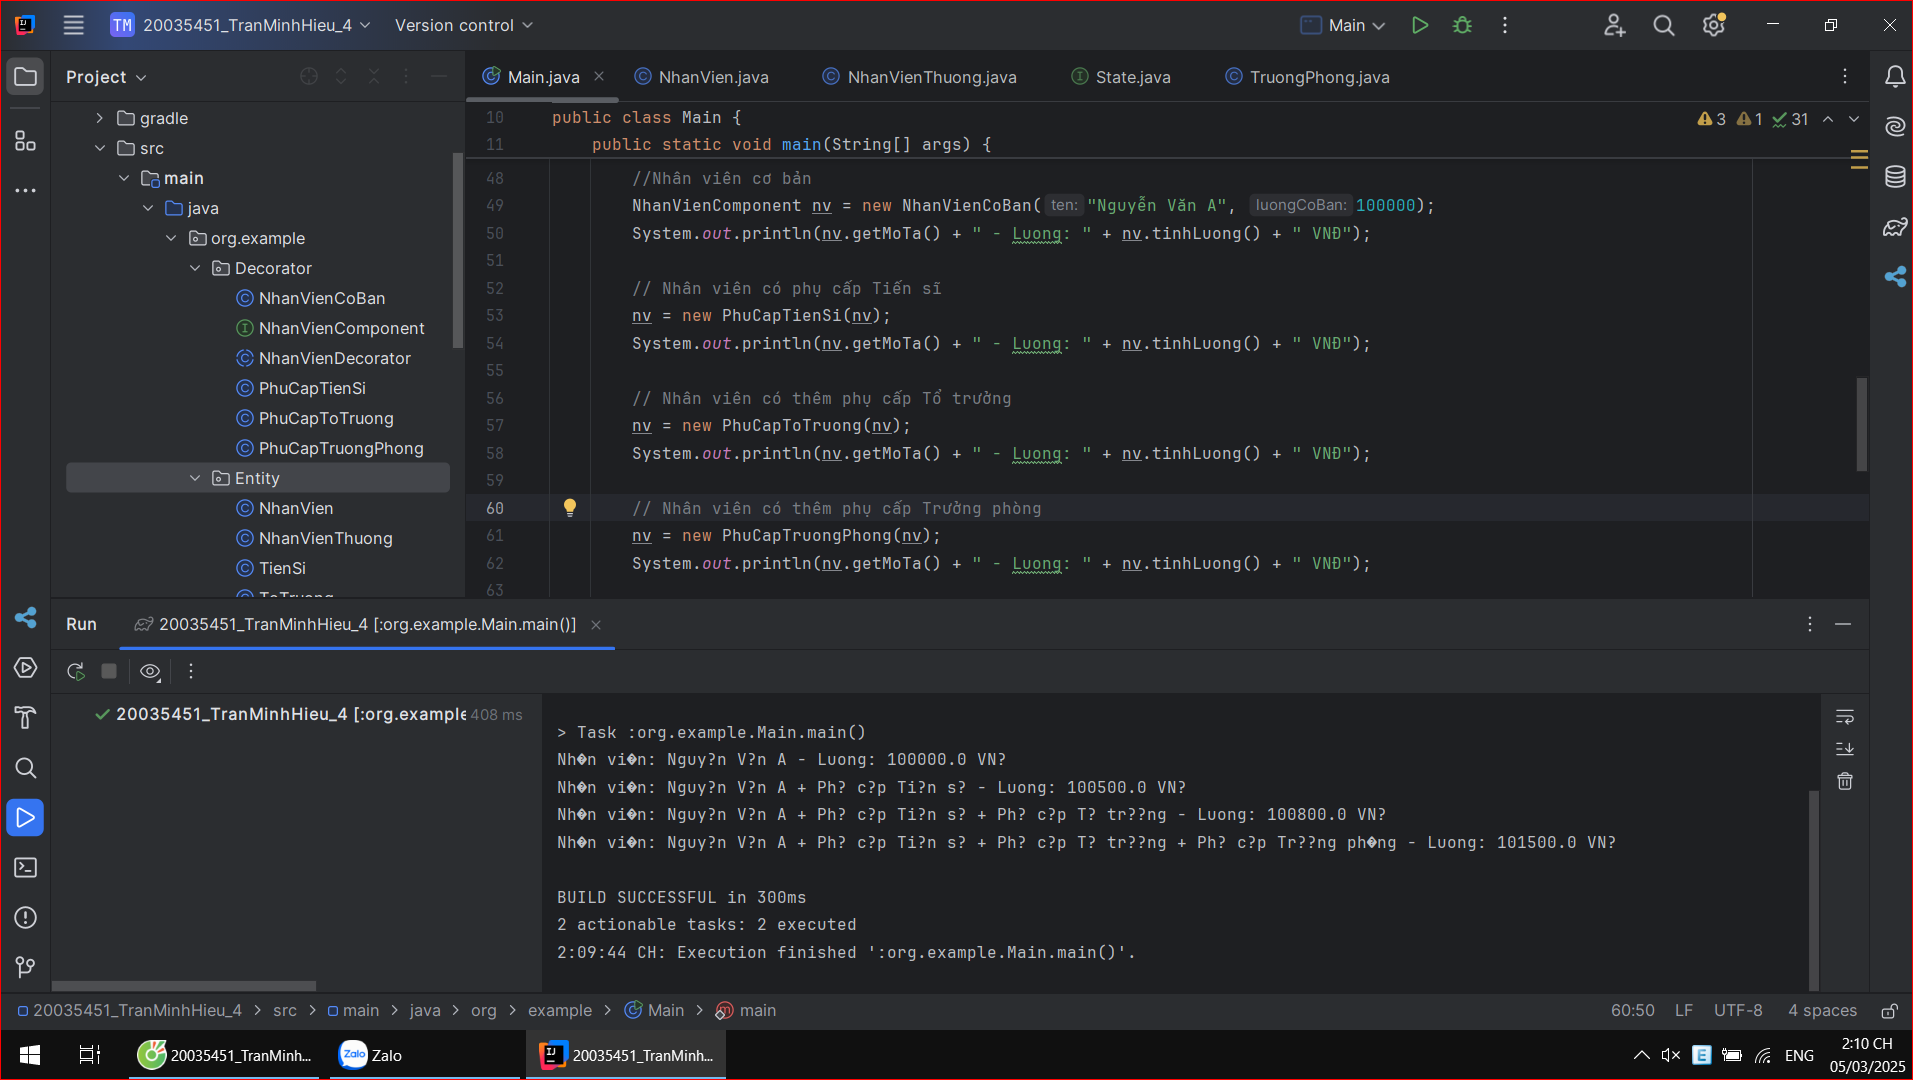 TM 20035451_TranMinhHieu_4 Version control Main
Project
Main.java NhanVien.java NhanVienThuong.java State.java TruongPhong.java
gradle
src
main
java
org.example
Decorator
NhanVienCoBan
NhanVienComponent
NhanVienDecorator
PhuCapTienSi
PhuCapToTruong
PhuCapTruongPhong
Entity
NhanVien
NhanVienThuong
TienSi
ToTruong
3 1 31
10 public class Main {
11 public static void main(String[] args) {
48 //Nhân viên cơ bản
49 NhanVienComponent nv = new NhanVienCoBan( ten: "Nguyễn Văn A", luongCoBan: 100000);
50 System.out.println(nv.getMoTa() + " - Luong: " + nv.tinhLuong() + " VNĐ");
51
52 // Nhân viên có phụ cấp Tiến sĩ
53 nv = new PhuCapTienSi(nv);
54 System.out.println(nv.getMoTa() + " - Luong: " + nv.tinhLuong() + " VNĐ");
55
56 // Nhân viên có thêm phụ cấp Tổ trưởng
57 nv = new PhuCapToTruong(nv);
58 System.out.println(nv.getMoTa() + " - Luong: " + nv.tinhLuong() + " VNĐ");
59
60 // Nhân viên có thêm phụ cấp Trưởng phòng
61 nv = new PhuCapTruongPhong(nv);
62 System.out.println(nv.getMoTa() + " - Luong: " + nv.tinhLuong() + " VNĐ");
63
Run 20035451_TranMinhHieu_4 [:org.example.Main.main()]
20035451_TranMinhHieu_4 [:org.example 408 ms
> Task :org.example.Main.main()
Nh�n vi�n: Nguy?n V?n A - Luong: 100000.0 VN?
Nh�n vi�n: Nguy?n V?n A + Ph? c?p Ti?n s? - Luong: 100500.0 VN?
Nh�n vi�n: Nguy?n V?n A + Ph? c?p Ti?n s? + Ph? c?p T? tr??ng - Luong: 100800.0 VN?
Nh�n vi�n: Nguy?n V?n A + Ph? c?p Ti?n s? + Ph? c?p T? tr??ng + Ph? c?p Tr??ng ph�ng - Luong: 101500.0 VN?
BUILD SUCCESSFUL in 300ms
2 actionable tasks: 2 executed
2:09:44 CH: Execution finished ':org.example.Main.main()'.
20035451_TranMinhHieu_4 > src > main > java > org > example > Main > main 60:50 LF UTF-8 4 spaces
20035451_TranMinh... Zalo Zalo 20035451_TranMinh... ENG 2:10 CH
05/03/2025